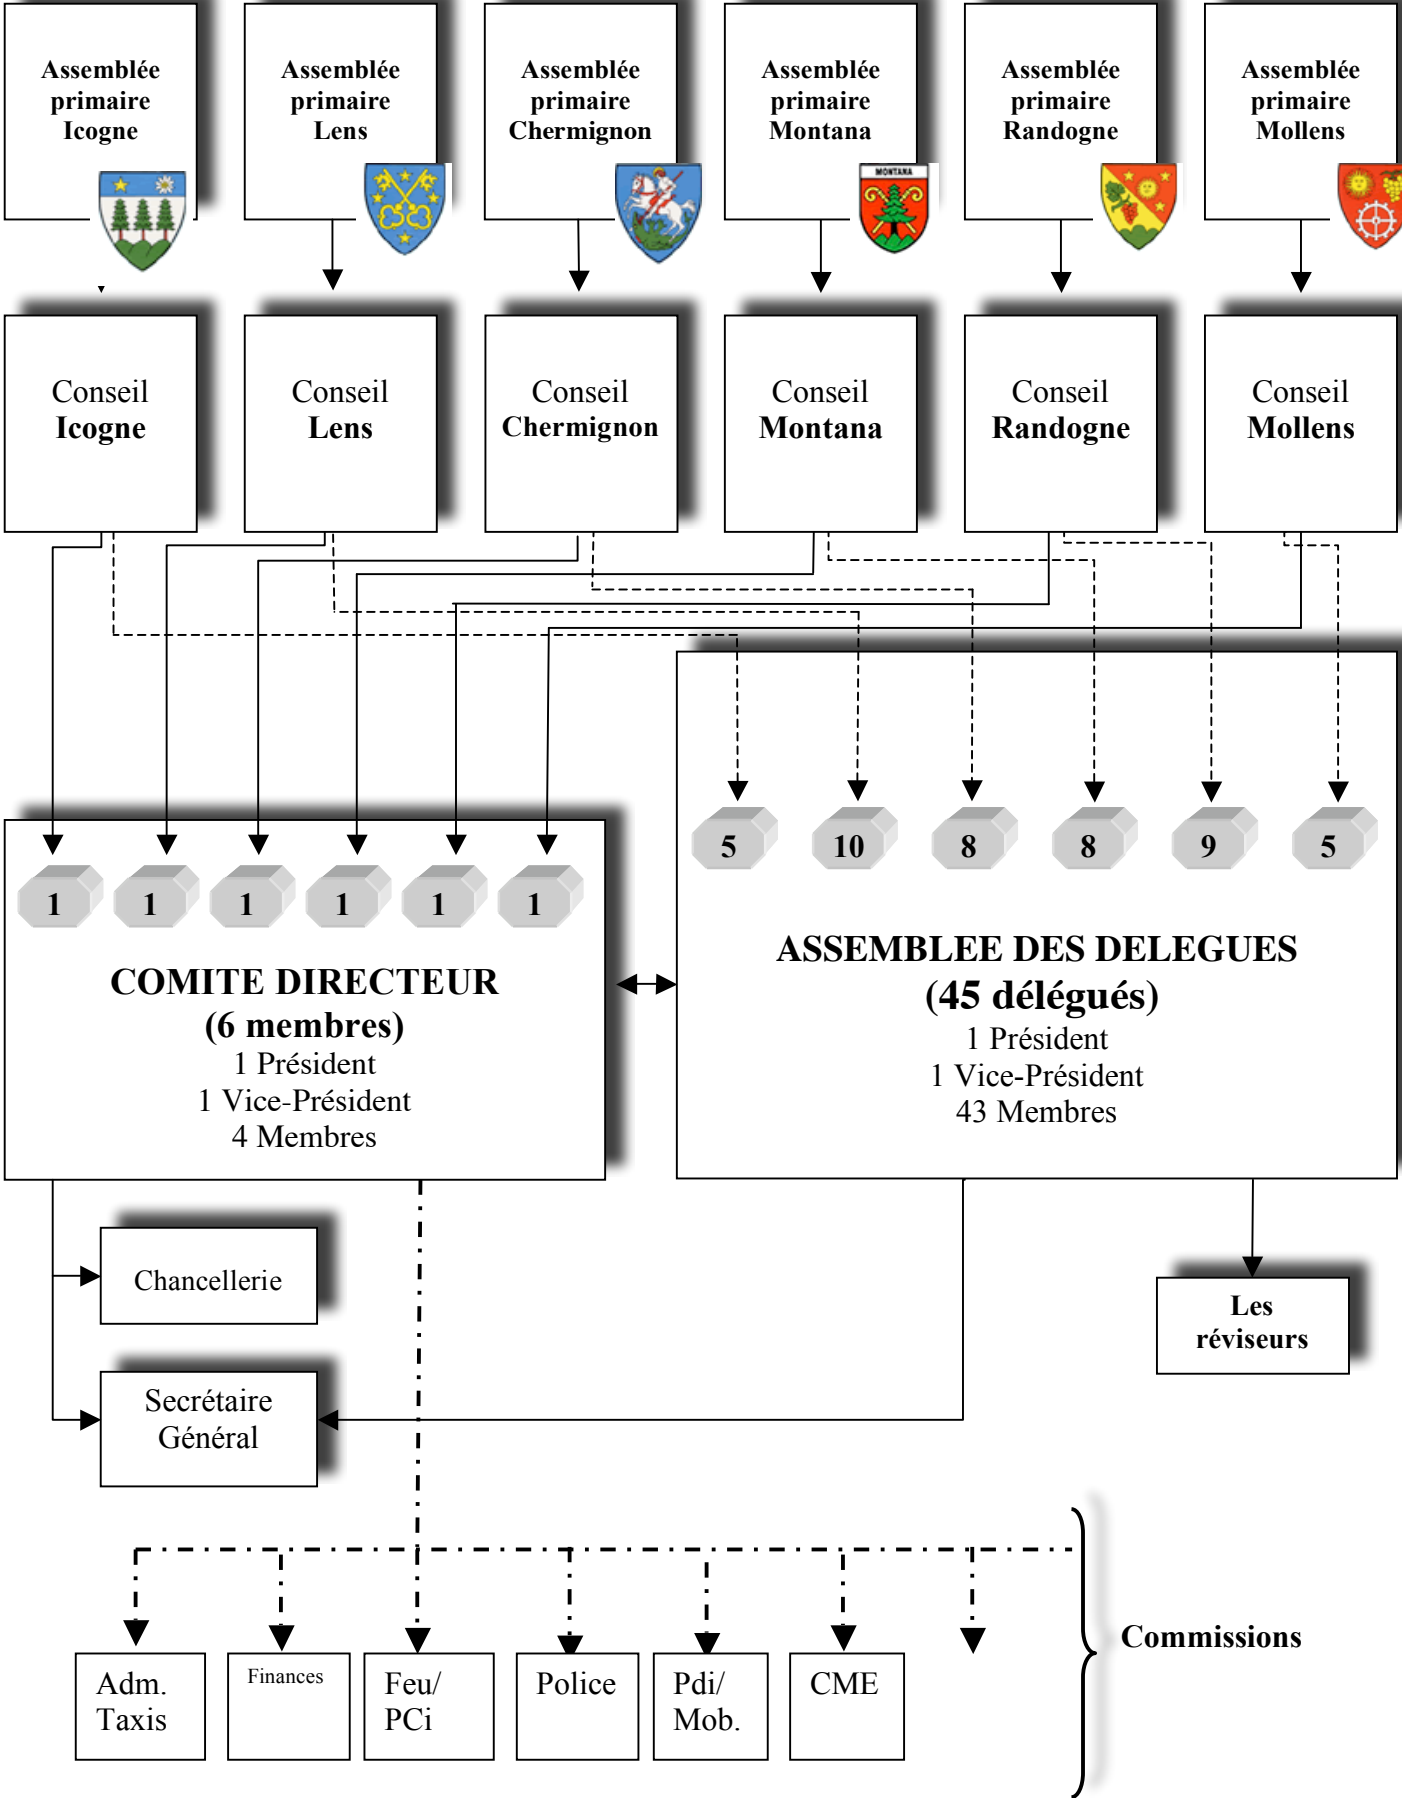 Assemblée
primaire
Icogne
Assemblée
primaire
Lens
Assemblée
primaire
Chermignon
Assemblée
primaire
Montana
Assemblée
primaire
Randogne
Assemblée
primaire
Mollens
MONTANA
Conseil
Icogne
Conseil
Lens
Conseil
Chermignon
Conseil
Montana
Conseil
Randogne
Conseil
Mollens
5
10
8
8
9
5
1
1
1
1
1
1
COMITE DIRECTEUR
(6 membres)
1 Président
1 Vice-Président
4 Membres
ASSEMBLEE DES DELEGUES
(45 délégués)
1 Président
1 Vice-Président
43 Membres
Chancellerie
Les
réviseurs
Secrétaire
Général
Commissions
Adm.
Taxis
Finances
Feu/
PCi
Police
Pdi/
Mob.
CME